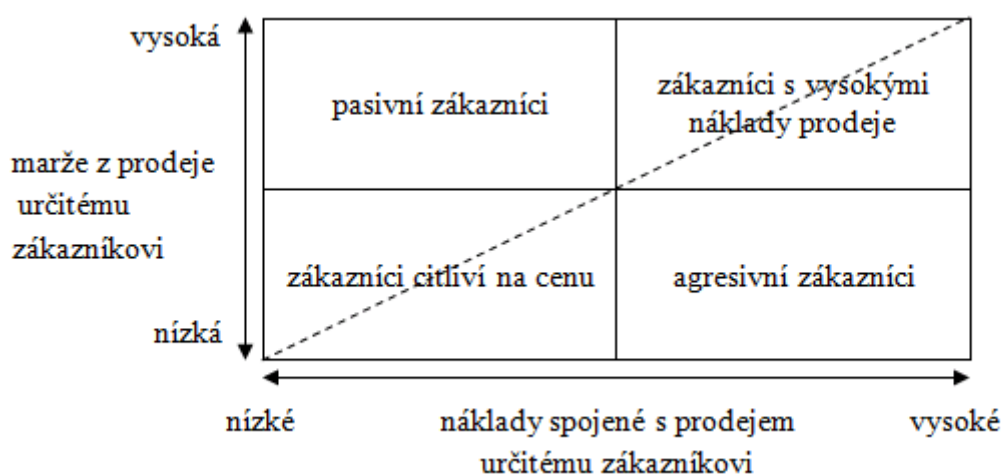 vysoká
pasivní zákazníci
zákazníci s vysokými
náklady prodeje
marže z prodeje
určitému
zákazníkovi
zákazníci citliví na cenu
agresivní zákazníci
nízká
nízké
náklady spojené s prodejem
určitému zákazníkovi
vysoké